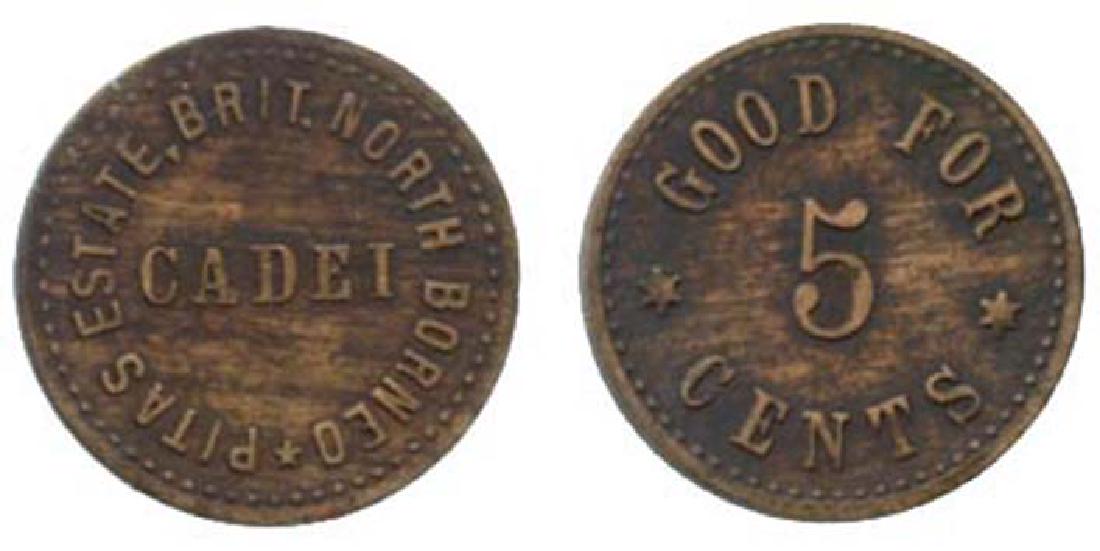 PITAS ESTATE, BRIT. NORTH BORNEO
CADEI
GOOD FOR
5
CENTS